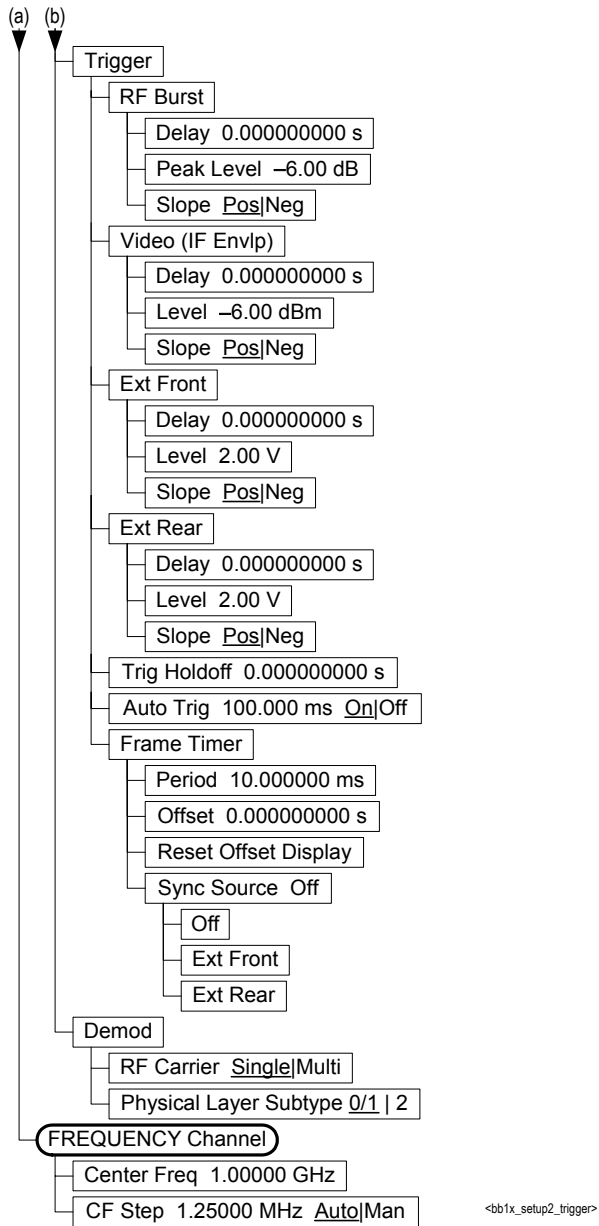 (a) (b)
Trigger
RF Burst
Delay 0.000000000 s
Peak Level –6.00 dB
Slope Pos|Neg
Video (IF Envlp)
Delay 0.000000000 s
Level –6.00 dBm
Slope Pos|Neg
Ext Front
Delay 0.000000000 s
Level 2.00 V
Slope Pos|Neg
Ext Rear
Delay 0.000000000 s
Level 2.00 V
Slope Pos|Neg
Trig Holdoff 0.000000000 s
Auto Trig 100.000 ms On|Off
Frame Timer
Period 10.000000 ms
Offset 0.000000000 s
Reset Offset Display
Sync Source Off
Off
Ext Front
Ext Rear
Demod
RF Carrier Single|Multi
Physical Layer Subtype 0/1 | 2
FREQUENCY Channel
Center Freq 1.00000 GHz
CF Step 1.25000 MHz Auto|Man
<bb1x_setup2_trigger>